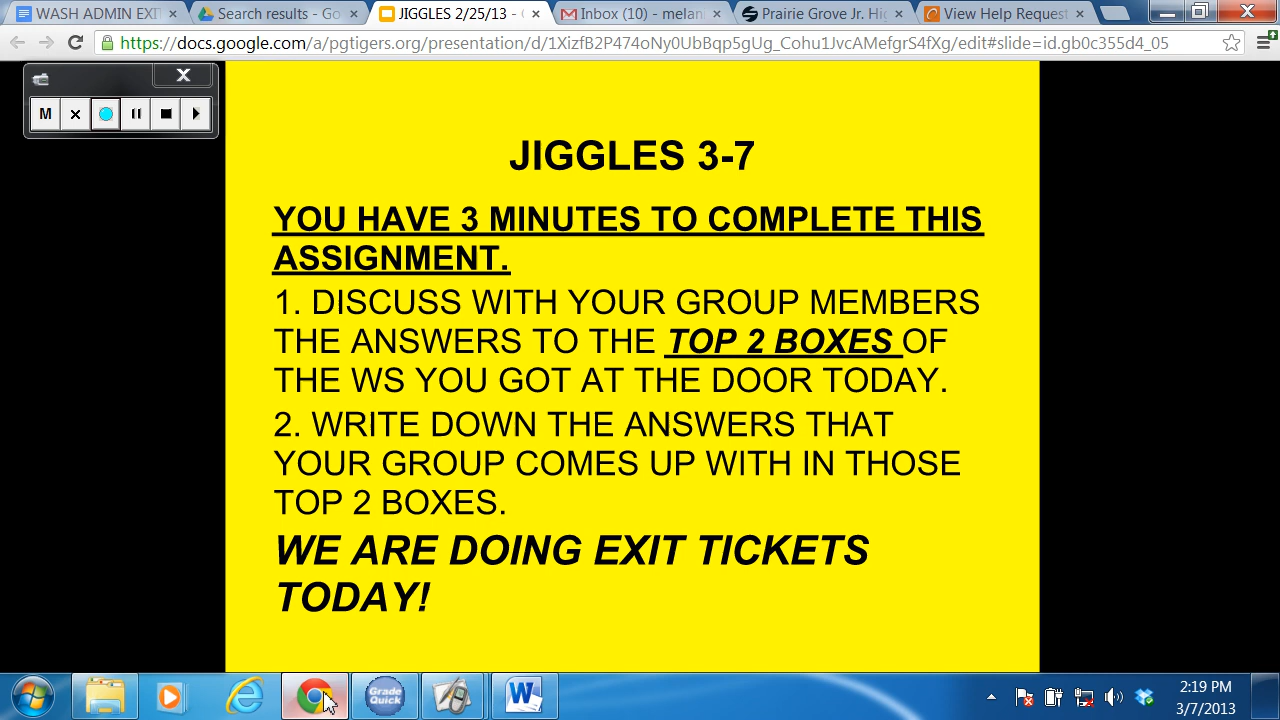 WASH ADMIN EXI
Search results - Go
JIGGLES 2/25/13 - G
Inbox (10) - melan
Prairie Grove Jr. Hig
View Help Request
https://docs.google.com/a/pgtigers.org/presentation/d/1XizfB2P474oNy0UbBqp5gUg_Cohu1JvcAMefgrS4fXg/edit#slide=id.gb0c355d4_05
M
JIGGLES 3-7
YOU HAVE 3 MINUTES TO COMPLETE THIS
ASSIGNMENT.
1. DISCUSS WITH YOUR GROUP MEMBERS
THE ANSWERS TO THE TOP 2 BOXES OF
THE WS YOU GOT AT THE DOOR TODAY.
2. WRITE DOWN THE ANSWERS THAT
YOUR GROUP COMES UP WITH IN THOSE
TOP 2 BOXES.
WE ARE DOING EXIT TICKETS
TODAY!
Grade
Quick
2:19 PM
3/7/2013